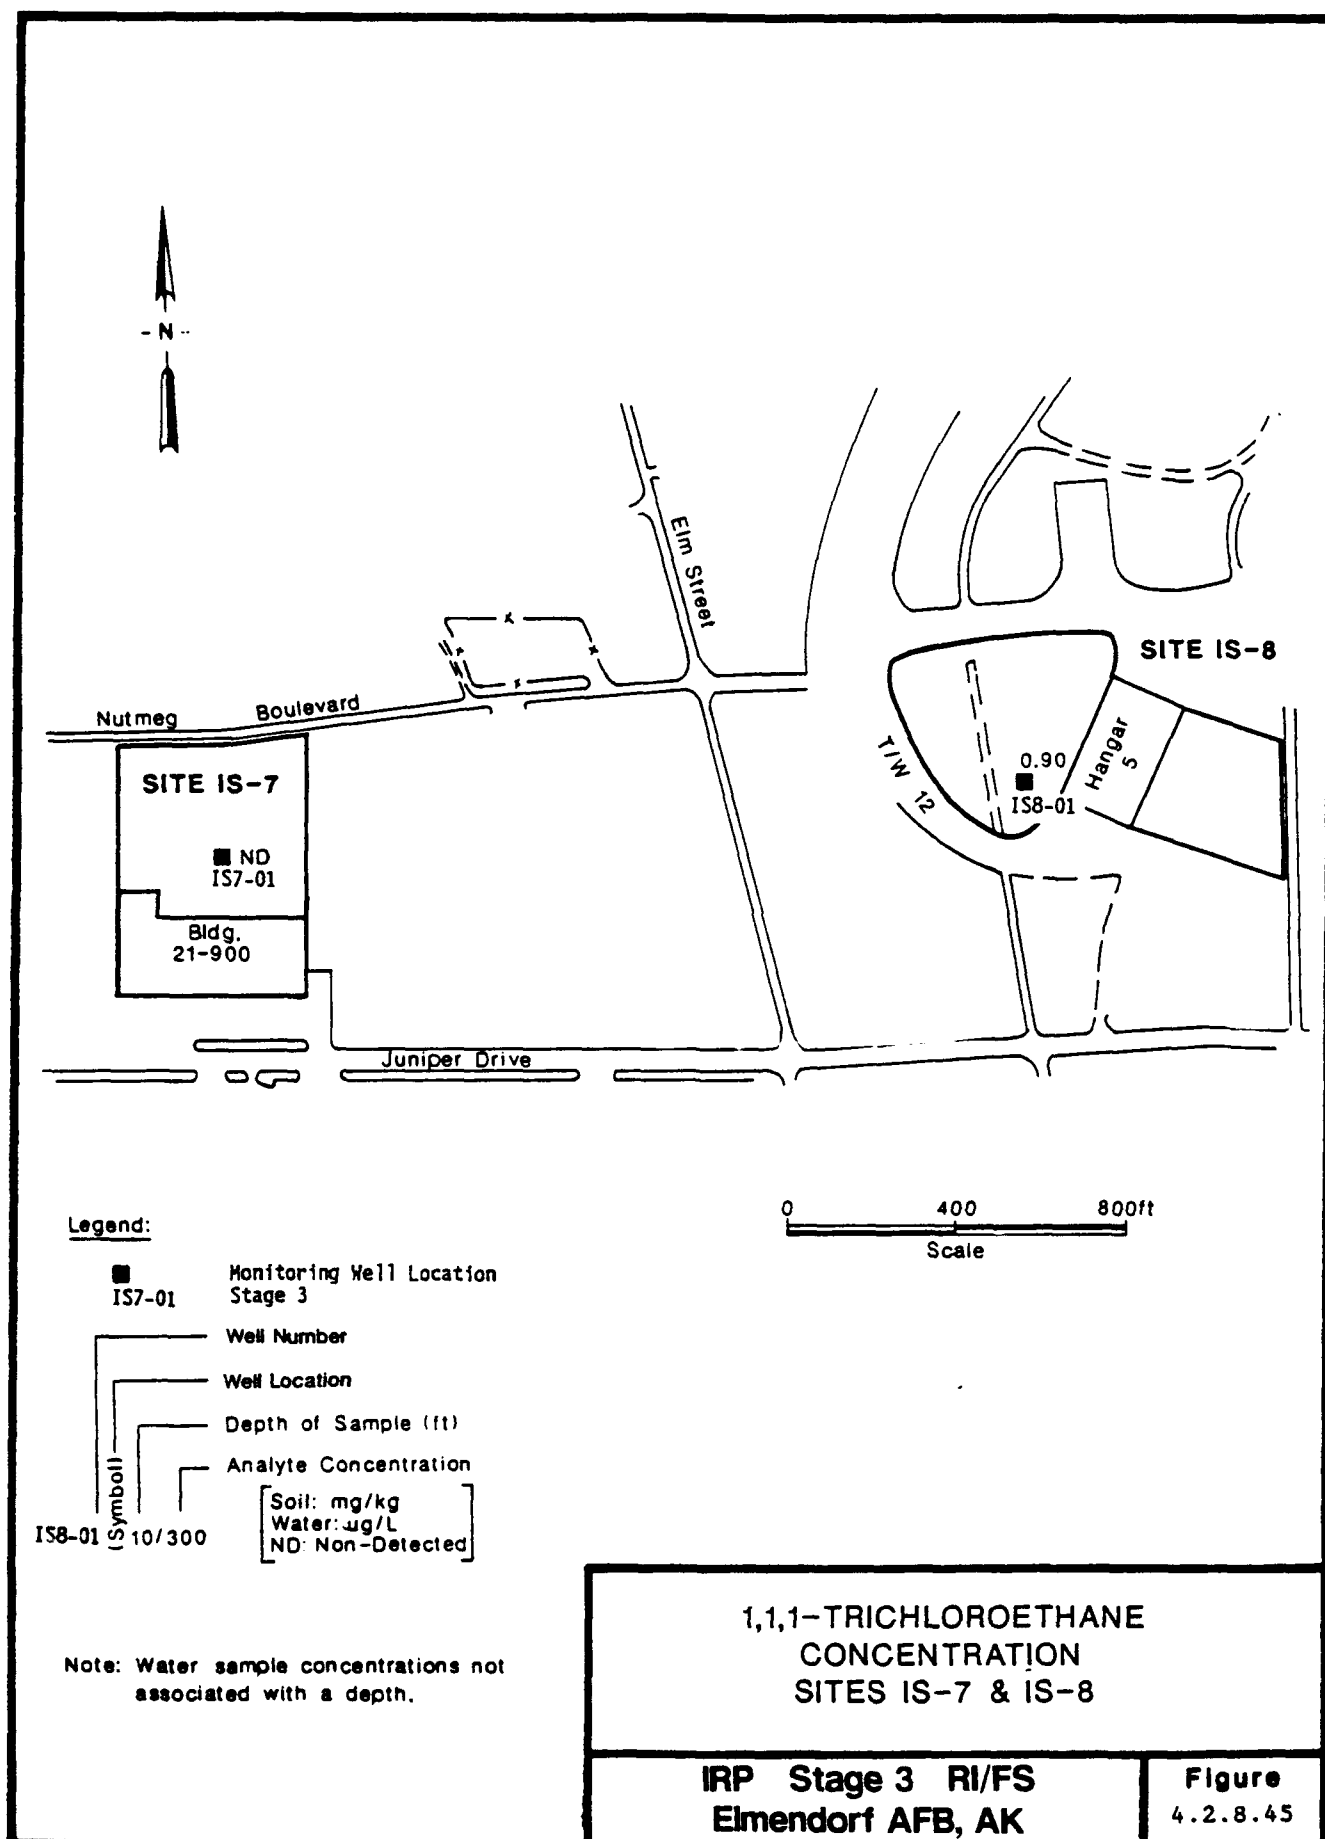 - N -
Elm Street
SITE IS-8
Nutmeg Boulevard
SITE IS-7
T/W 12
0.90
IS8-01
Hangar
5
ND
IS7-01
Bldg.
21-900
Juniper Drive
0 400 800ft
Scale
Legend:
IS7-01
Monitoring Well Location
Stage 3
Well Number
Well Location
Depth of Sample (ft)
Analyte Concentration
Soil: mg/kg
Water: ug/L
ND: Non-Detected
IS8-01 (Symbol) 10/300
Note: Water sample concentrations not
associated with a depth.
1,1,1-TRICHLOROETHANE
CONCENTRATION
SITES IS-7 & IS-8
IRP Stage 3 RI/FS
Elmendorf AFB, AK
Figure
4.2.8.45